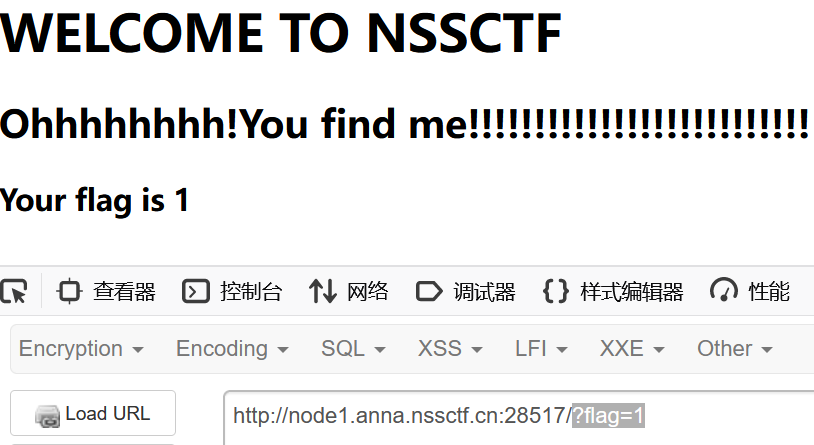 WELCOME TO NSSCTF
Ohhhhhhhh!You find me!!!!!!!!!!!!!!!!!!!!!!!!!!
Your flag is 1
查看器 控制台 网络 调试器 样式编辑器 性能
Encryption Encoding SQL XSS LFI XXE Other
Load URL http://node1.anna.nssctf.cn:28517/?flag=1